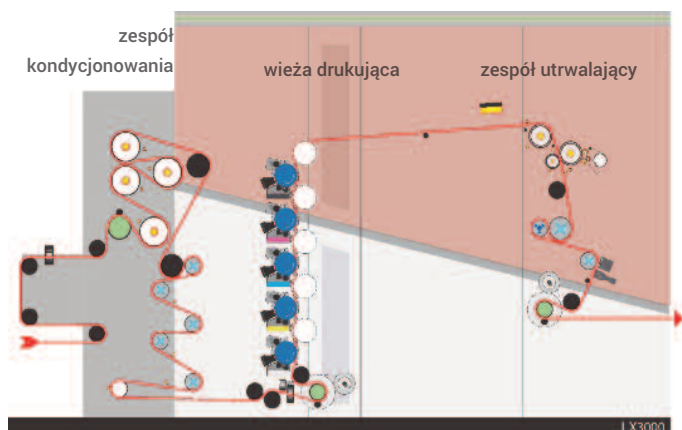 zespół
kondycjonowania
wieża drukująca
zespół utrwalający
LX3000